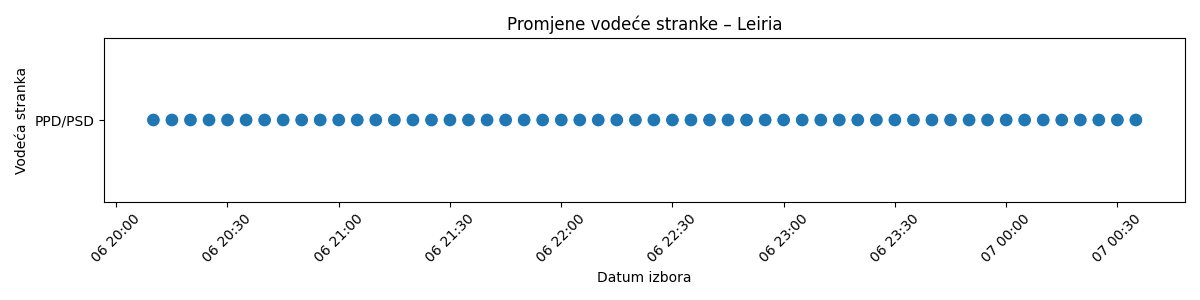 Promjene vodeće stranke – Leiria
Vodeća stranka
PPD/PSD
06 20:00
06 20:30
06 21:00
06 21:30
06 22:00
06 22:30
06 23:00
06 23:30
07 00:00
07 00:30
Datum izbora